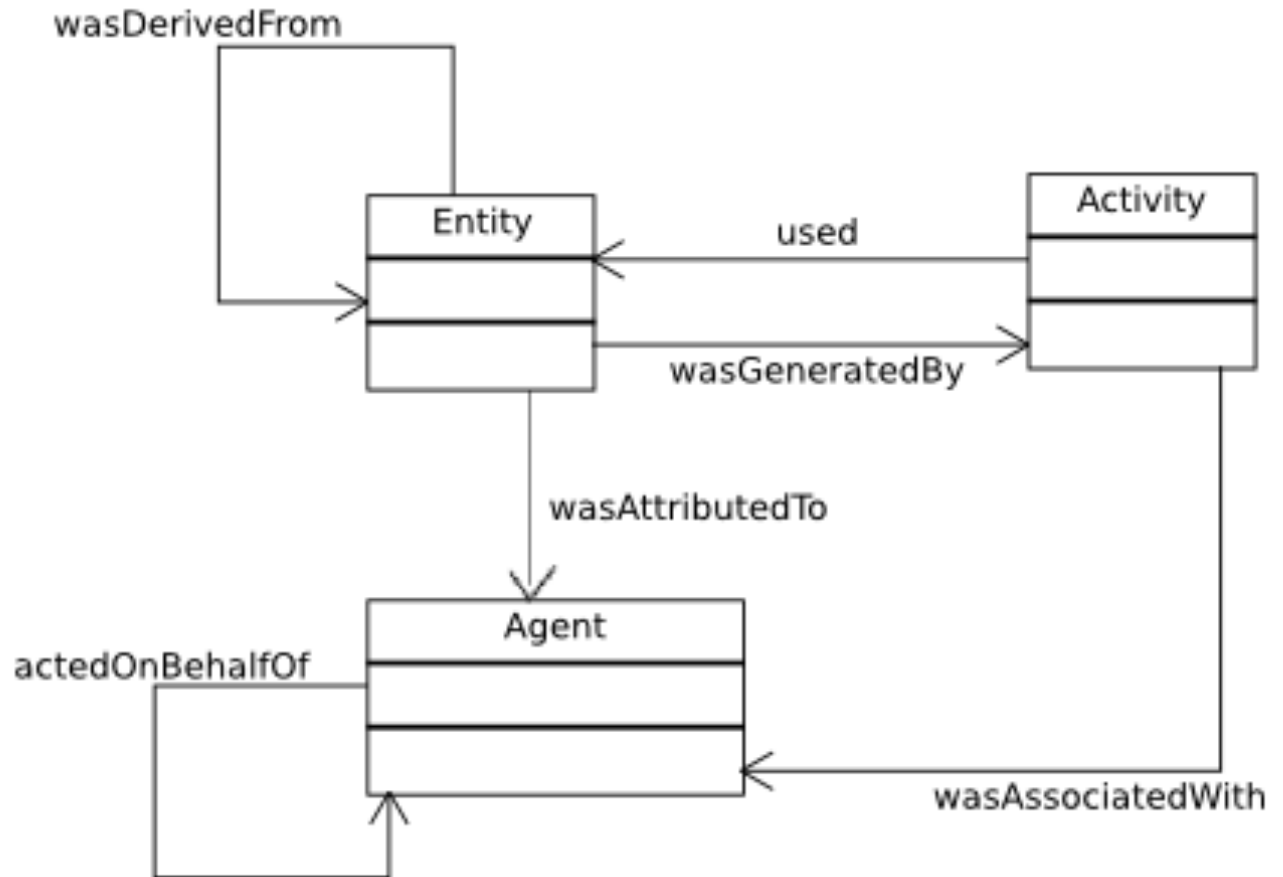 wasDerivedFrom
Entity
Activity
used
wasGeneratedBy
wasAttributedTo
Agent
actedOnBehalfOf
wasAssociatedWith